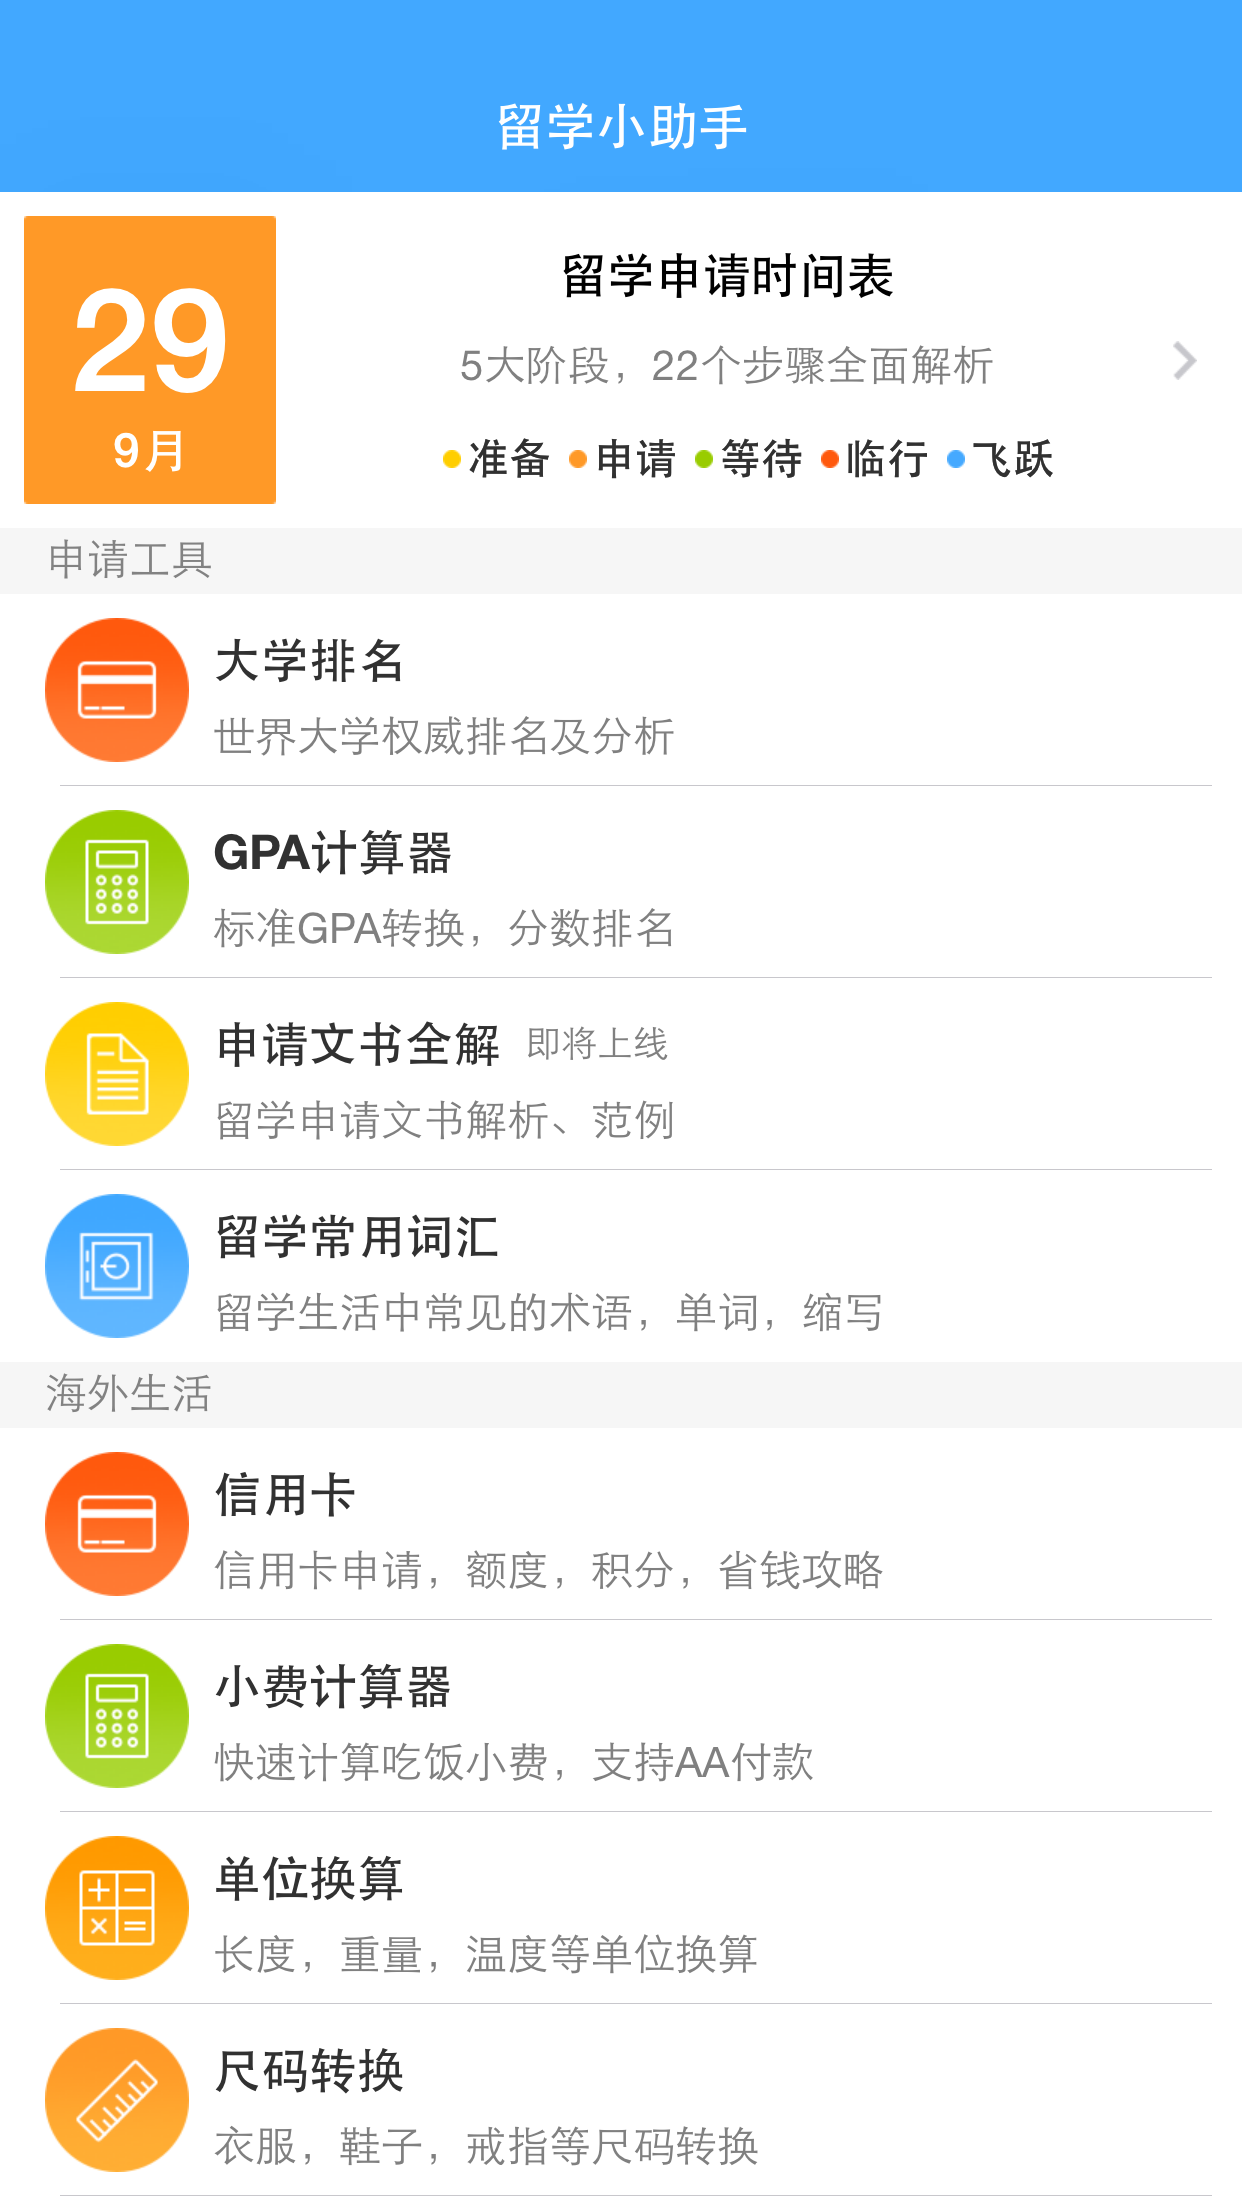 留学小助手
29
9月
留学申请时间表
5大阶段，22个步骤全面解析
准备 申请 等待 临行 飞跃
申请工具
大学排名
世界大学权威排名及分析
GPA计算器
标准GPA转换，分数排名
申请文书全解 即将上线
留学申请文书解析、范例
留学常用词汇
留学生活中常见的术语，单词，缩写
海外生活
信用卡
信用卡申请，额度，积分，省钱攻略
小费计算器
快速计算吃饭小费，支持AA付款
单位换算
长度，重量，温度等单位换算
尺码转换
衣服，鞋子，戒指等尺码转换